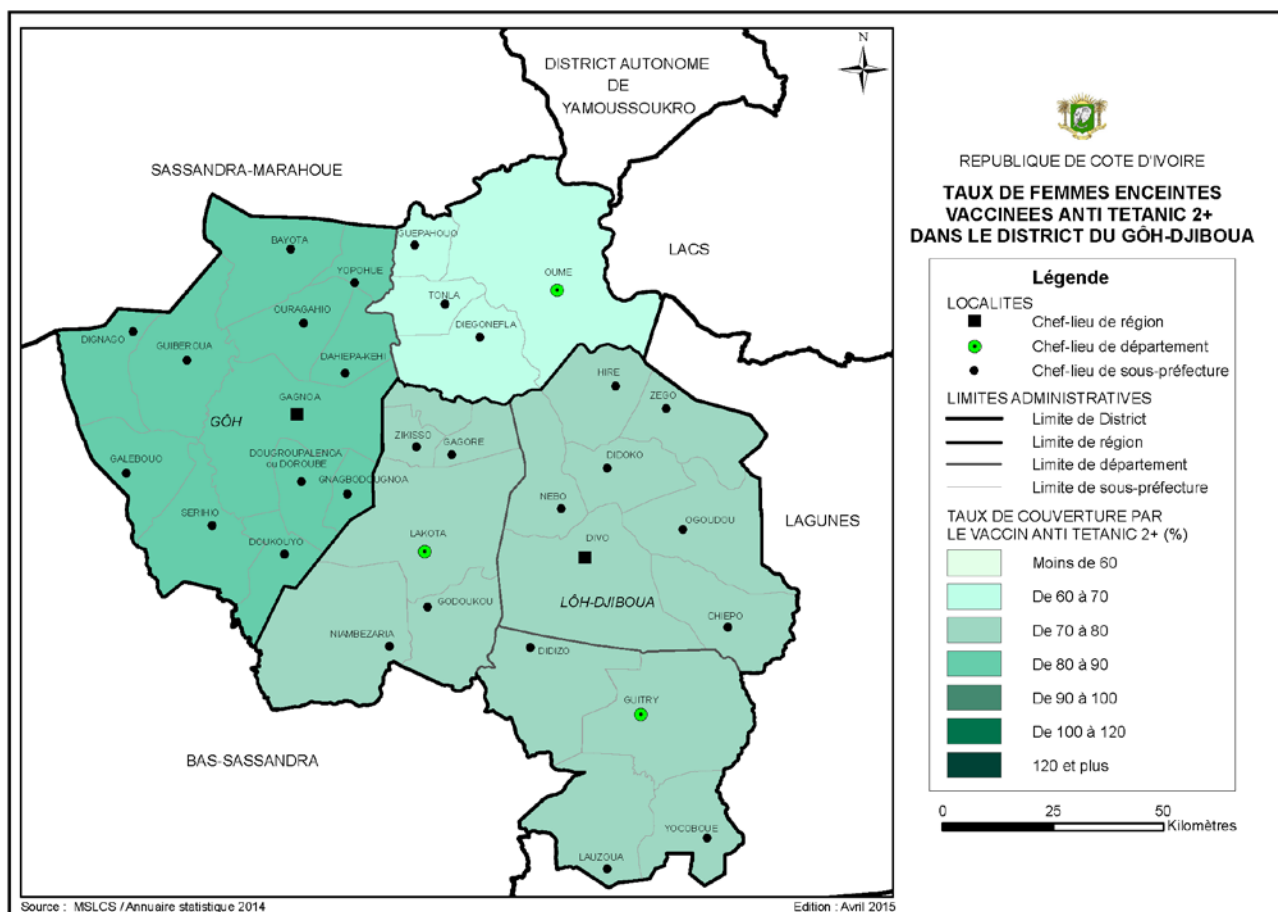 N
DISTRICT AUTONOME
DE
YAMOUSSOUKRO
SASSANDRA-MARAHOUE
LACS
LAGUNES
BAS-SASSANDRA
GUEPAHOUO
BAYOTA
OUME
YOPOHUE
TONLA
OURAGAHIO
DIEGONEFLA
DIGNAGO
GUIBEROUA
DAHIEPA-KEHI
HIRE
ZEGO
GAGNOA
GÔH
ZIKISSO
GAGORE
DOUGROUPALENOA
ou DOROUBE
GALEBOUO
DIDOKO
GNAGBODOUGNOA
NEBO
SERIHIO
OGOUDOU
LAKOTA
DIVO
DOUKOUYO
GODOUKOU
LÔH-DJIBOUA
CHIEPO
NIAMBEZARIA
DIDIZO
GUITRY
YOCOBOUE
LAUZOUA
Source : MSLCS / Annuaire statistique 2014
Edition : Avril 2015
REPUBLIQUE DE COTE D'IVOIRE
TAUX DE FEMMES ENCEINTES
VACCINEES ANTI TETANIC 2+
DANS LE DISTRICT DU GÔH-DJIBOUA
Légende
LOCALITES
Chef-lieu de région
Chef-lieu de département
Chef-lieu de sous-préfecture
LIMITES ADMINISTRATIVES
Limite de District
Limite de région
Limite de département
Limite de sous-préfecture
TAUX DE COUVERTURE PAR
LE VACCIN ANTI TETANIC 2+ (%)
Moins de 60
De 60 à 70
De 70 à 80
De 80 à 90
De 90 à 100
De 100 à 120
120 et plus
0 25 50
Kilomètres